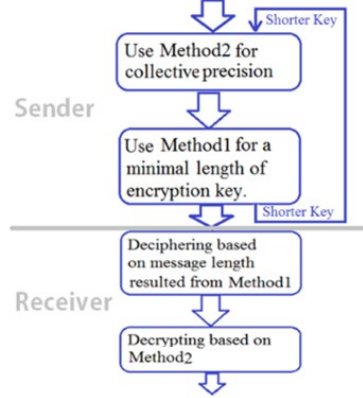 Shorter Key
Use Method2 for
collective precision
Sender
Use Method1 for a
minimal length of
encryption key.
Shorter Key
Deciphering based
on message length
resulted from Method1
Receiver
Decrypting based on
Method2